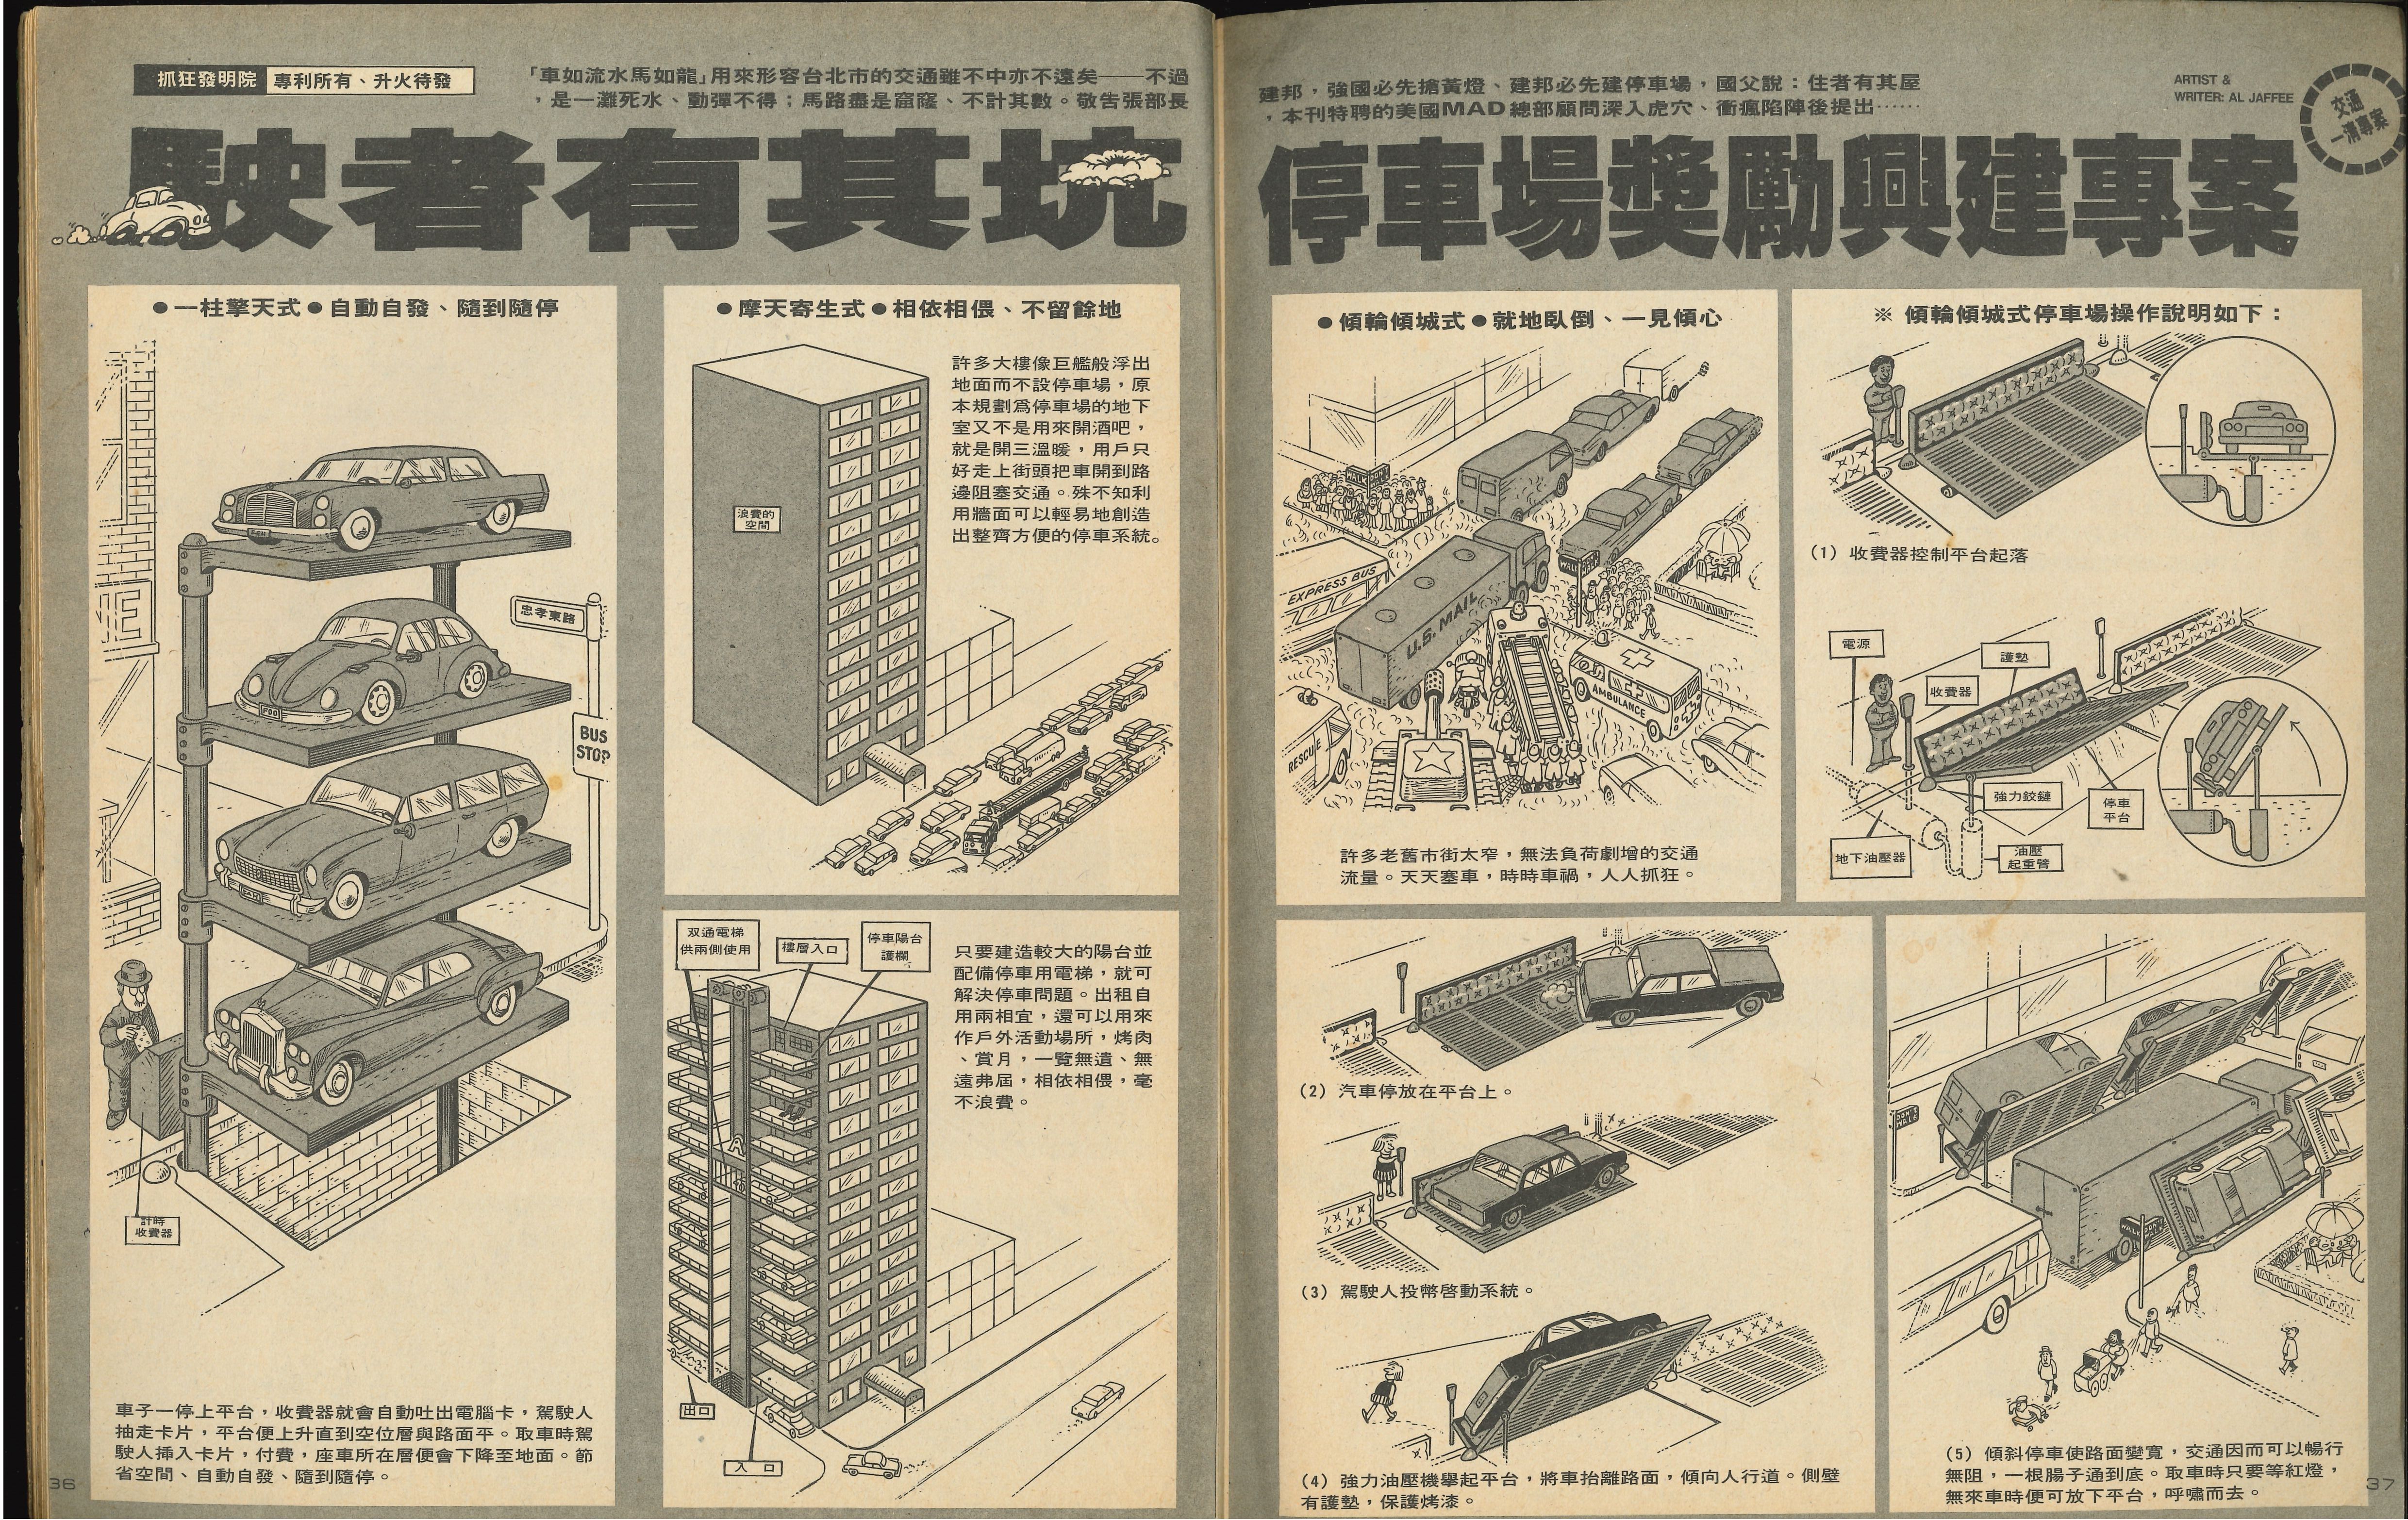 抓狂發明院 專利所有、升火待發
「車如流水馬如龍」用來形容台北市的交通雖不中亦不遠矣——不過
，是一灘死水、動彈不得；馬路盡是窟窿、不計其數。敬告張部長
駛者有其坑
●一柱擎天式●自動自發、隨到隨停
忠孝東路
BUS
STOP
FOO
計時
收費器
車子一停上平台，收費器就會自動吐出電腦卡，駕駛人
抽走卡片，平台便上升直到空位層與路面平。取車時駕
駛人插入卡片，付費，座車所在層便會下降至地面。節
省空間、自動自發、隨到隨停。
36
●摩天寄生式●相依相偎、不留餘地
許多大樓像巨艦般浮出
地面而不設停車場，原
本規劃爲停車場的地下
室又不是用來開酒吧，
就是開三溫暖，用戶只
好走上街頭把車開到路
邊阻塞交通。殊不知利
用牆面可以輕易地創造
出整齊方便的停車系統。
浪費的
空間
双通電梯
供兩側使用
樓層入口
停車陽台
護欄
只要建造較大的陽台並
配備停車用電梯，就可
解決停車問題。出租自
用兩相宜，還可以用來
作戶外活動場所，烤肉
、賞月，一覽無遺、無
遠弗屆，相依相偎，毫
不浪費。
A
出口
入口
建邦，強國必先搶黃燈、建邦必先建停車場，國父說：住者有其屋
，本刊特聘的美國MAD總部顧問深入虎穴、衝瘋陷陣後提出……
ARTIST &
WRITER: AL JAFFEE
交通
一清專案
停車場獎勵興建專案
●傾輪傾城式●就地臥倒、一見傾心
EXPRESS BUS
U.S. MAIL
WALK
AMBULANCE
RESCUE
許多老舊市街太窄，無法負荷劇增的交通
流量。天天塞車，時時車禍，人人抓狂。
※ 傾輪傾城式停車場操作說明如下：
(1) 收費器控制平台起落
電源
護墊
收費器
強力鉸鏈
停車
平台
地下油壓器
油壓
起重臂
(2) 汽車停放在平台上。
(3) 駕駛人投幣啓動系統。
(4) 強力油壓機舉起平台，將車抬離路面，傾向人行道。側壁
有護墊，保護烤漆。
DON'T
WALK
WALK
(5) 傾斜停車使路面變寬，交通因而可以暢行
無阻，一根腸子通到底。取車時只要等紅燈，
無來車時便可放下平台，呼嘯而去。
37